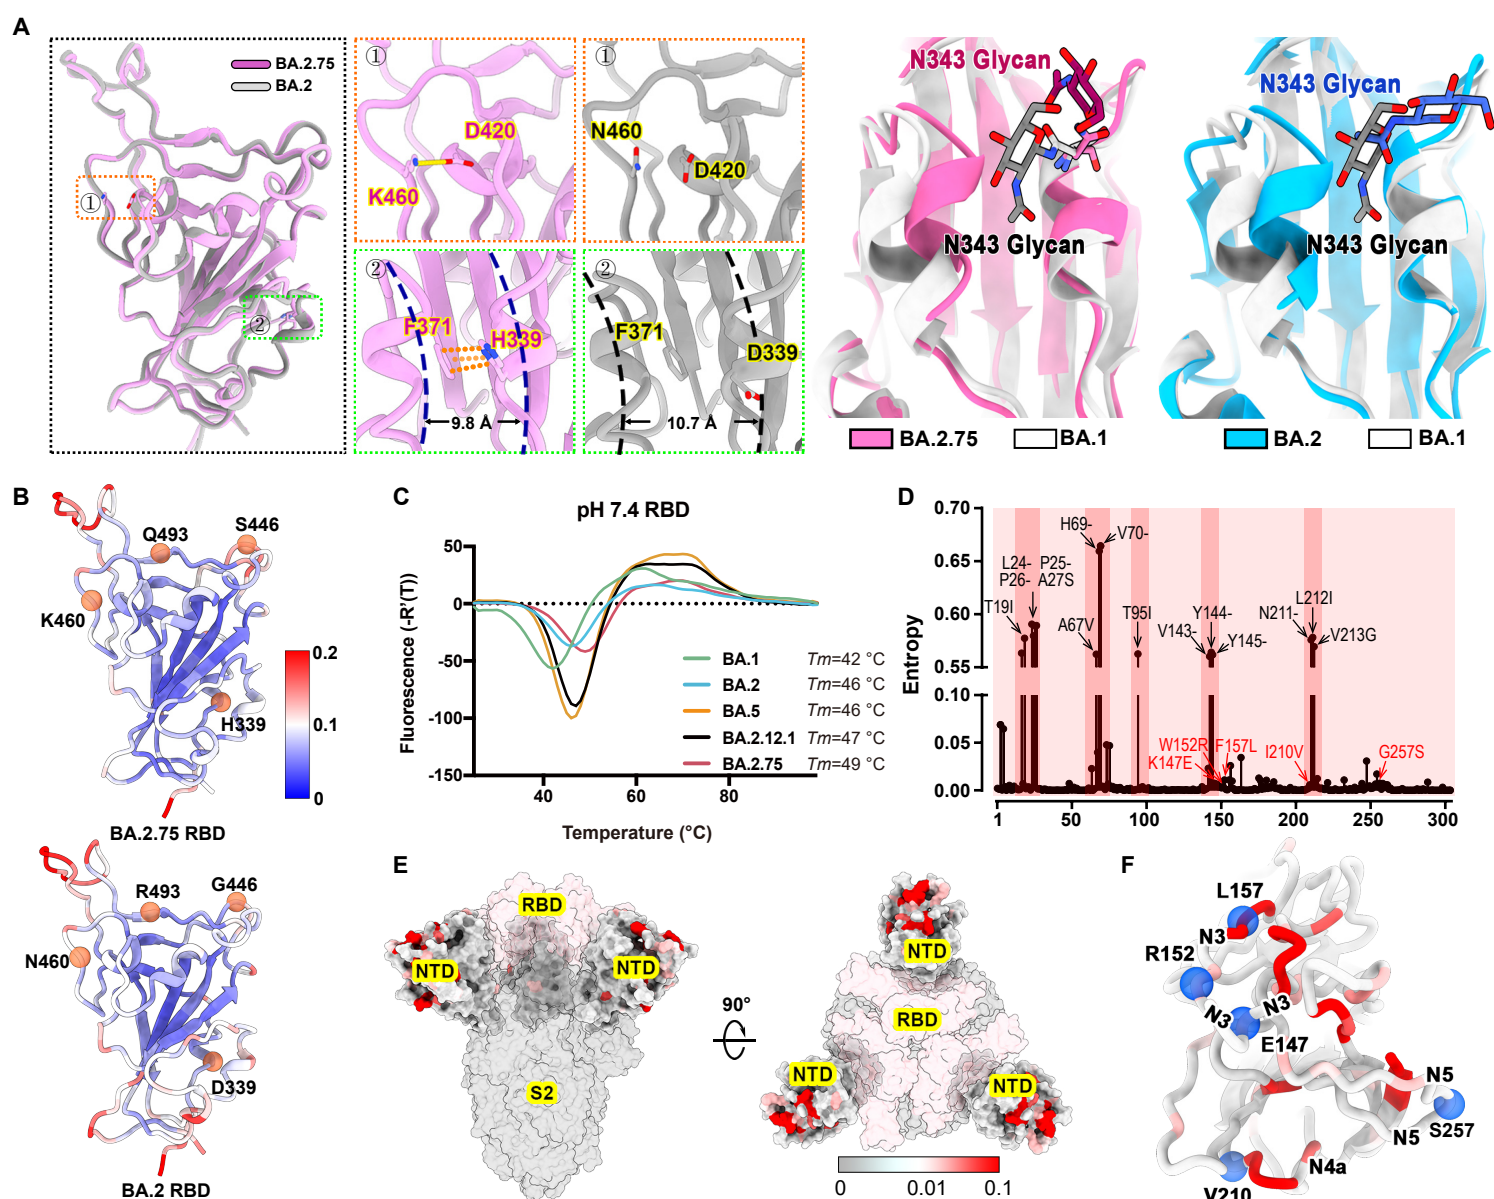 A
BA.2.75
BA.2
①
②
①
D420
K460
①
N460
D420
②
F371
H339
9.8 Å
②
F371
D339
10.7 Å
N343 Glycan
N343 Glycan
BA.2.75
BA.1
N343 Glycan
N343 Glycan
BA.2
BA.1
B
Q493
S446
K460
H339
BA.2.75 RBD
0.2
0.1
0
R493
G446
N460
D339
BA.2 RBD
C
pH 7.4 RBD
Fluorescence (-R'(T))
50
0
-50
-100
-150
40
60
80
Temperature (°C)
BA.1 Tm=42 °C
BA.2 Tm=46 °C
BA.5 Tm=46 °C
BA.2.12.1 Tm=47 °C
BA.2.75 Tm=49 °C
D
Entropy
0.70
0.65
0.60
0.55
0.10
0.05
0.00
1
50
100
150
200
250
300
H69-
V70-
L24- P25-
P26- A27S
T19I
A67V
T95I
Y144-
V143-
Y145-
L212I
N211-
V213G
W152R
F157L
K147E
I210V
G257S
E
RBD
NTD
NTD
S2
90°
NTD
RBD
NTD
NTD
0
0.01
0.1
F
L157
N3
R152
N3
N3
E147
N5
S257
N5
N4a
V210